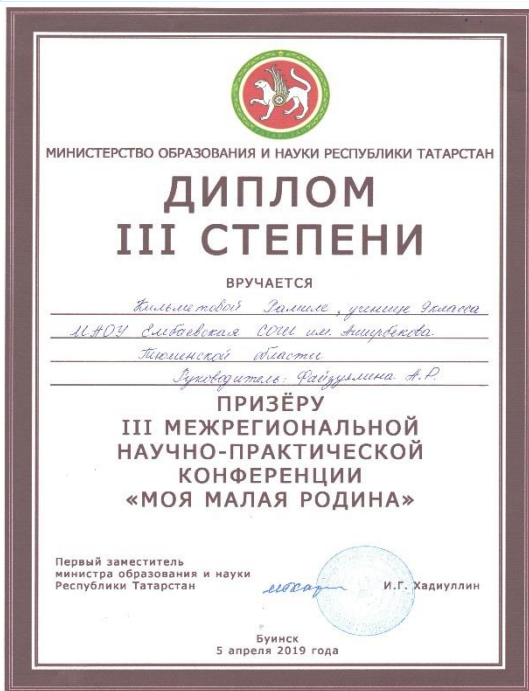 МИНИСТЕРСТВО ОБРАЗОВАНИЯ И НАУКИ РЕСПУБЛИКИ ТАТАРСТАН
ДИПЛОМ
III СТЕПЕНИ
ВРУЧАЕТСЯ
Кильметовой Рамиле, ученице 9 класса
МАОУ Ембаевская СОШ им. Аширбекова
Тюменской области
Руководитель: Файзуллина А.Р.
ПРИЗЁРУ
III МЕЖРЕГИОНАЛЬНОЙ
НАУЧНО-ПРАКТИЧЕСКОЙ
КОНФЕРЕНЦИИ
«МОЯ МАЛАЯ РОДИНА»
Первый заместитель
министра образования и науки
Республики Татарстан
И.Г. Хадиуллин
Буинск
5 апреля 2019 года